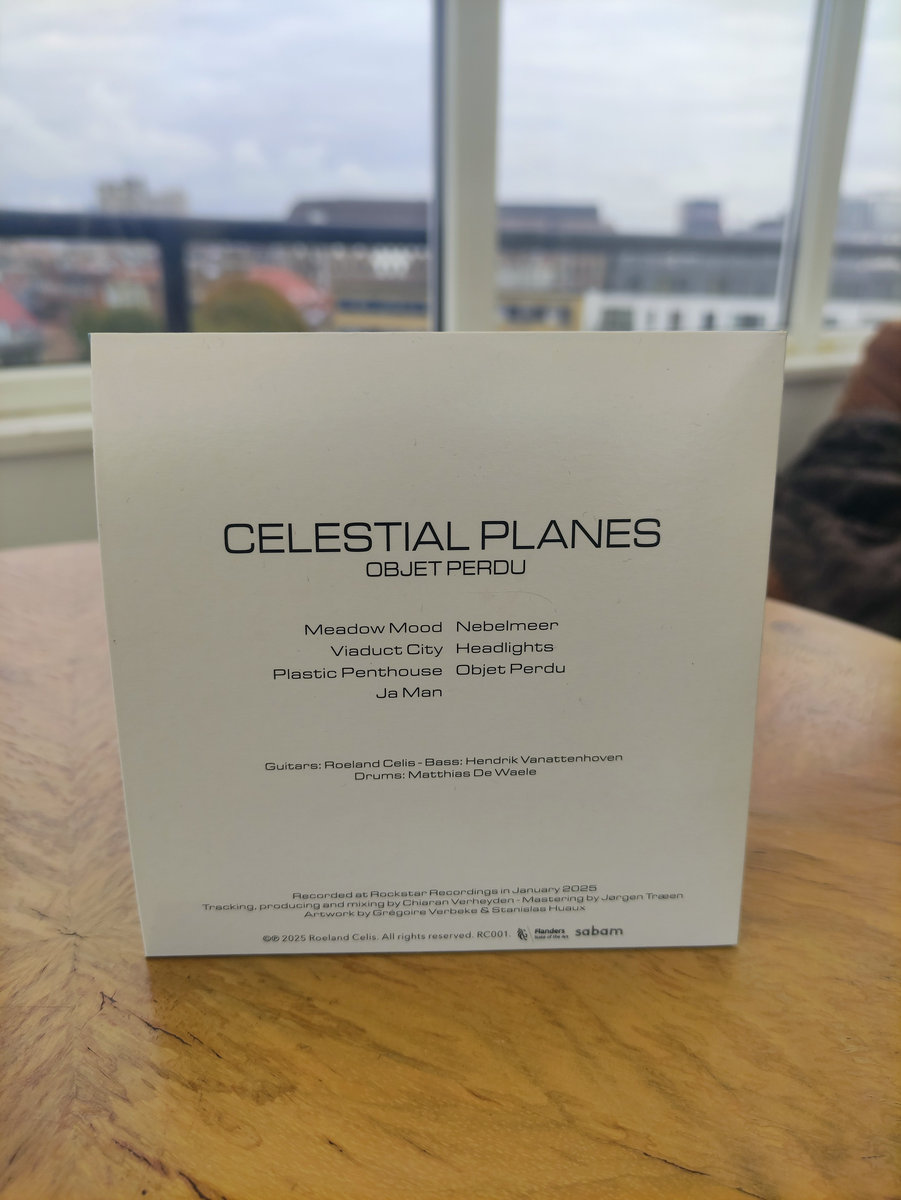 CELESTIAL PLANES
OBJET PERDU
Meadow Mood
Viaduct City
Plastic Penthouse
Ja Man
Nebelmeer
Headlights
Objet Perdu
Guitars: Roeland Celis - Bass: Hendrik Vanattenhoven
Drums: Matthias De Waele
Recorded at Rockstar Recordings in January 2025
Tracking, producing and mixing by Chiaran Verheyden - Mastering by Jørgen Træen
Artwork by Grégoire Verbeke & Stanislas Huaux
©℗ 2025 Roeland Celis. All rights reserved. RC001.
Flanders
State of the Art
sabam